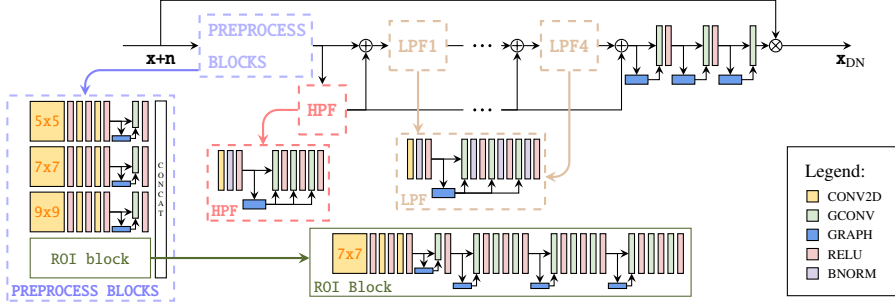 PREPROCESS
BLOCKS
x+n
LPF1
...
LPF4
x_DN
HPF
...
5x5
7x7
9x9
CONCAT
ROI block
PREPROCESS BLOCKS
HPF
LPF
7x7
ROI Block
Legend:
CONV2D
GCONV
GRAPH
RELU
BNORM